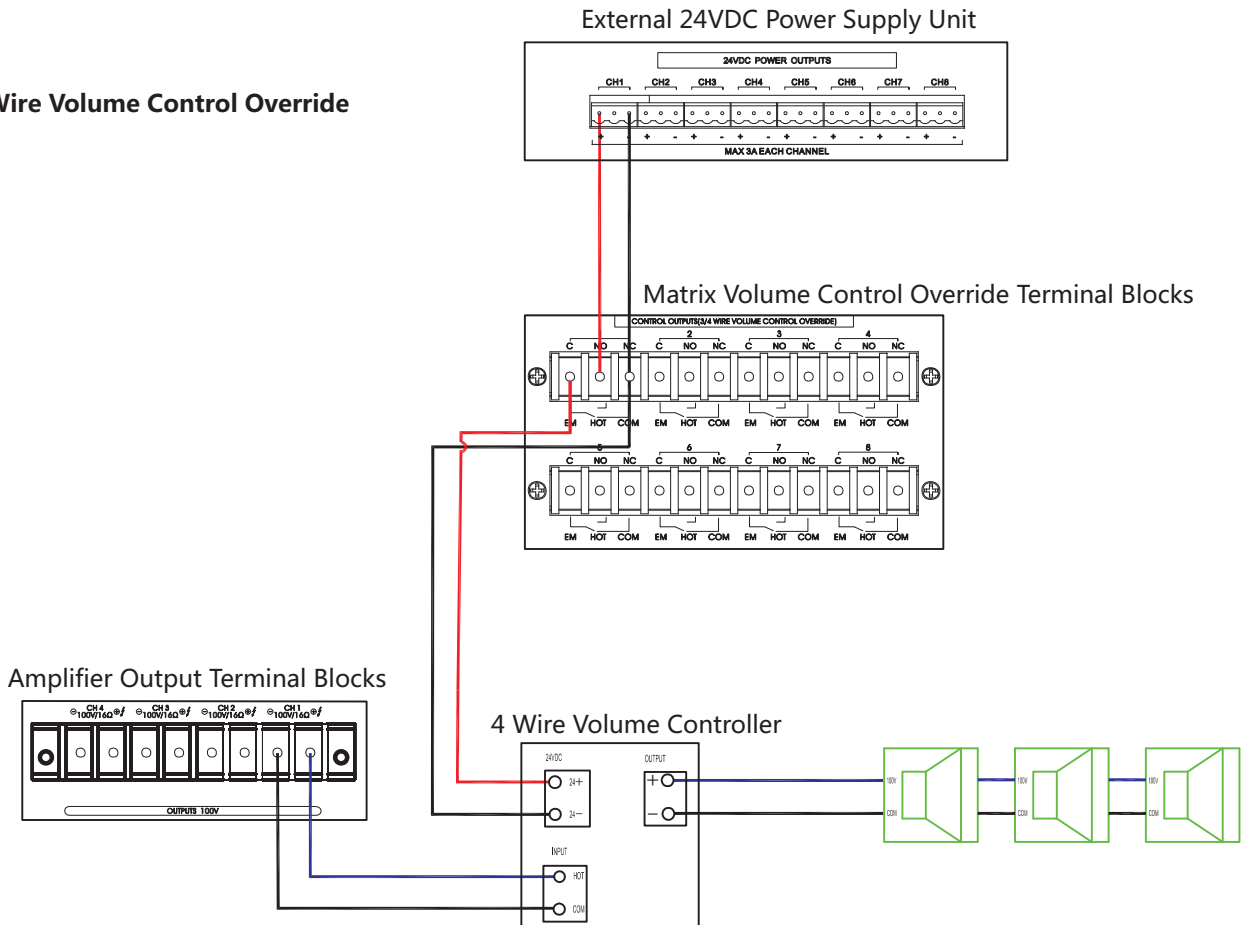 External 24VDC Power Supply Unit
24VDC POWER OUTPUTS
CH1 CH2 CH3 CH4 CH5 CH6 CH7 CH8
+ - + - + - + - + - + - + - + -
MAX 3A EACH CHANNEL
Wire Volume Control Override
Matrix Volume Control Override Terminal Blocks
CONTROL OUTPUTS(3/4 WIRE VOLUME CONTROL OVERRIDE)
2 3 4
C NO NC C NO NC C NO NC C NO NC
EM HOT COM EM HOT COM EM HOT COM EM HOT COM
5 6 7 8
C NO NC C NO NC C NO NC C NO NC
EM HOT COM EM HOT COM EM HOT COM EM HOT COM
Amplifier Output Terminal Blocks
CH 4 CH 3 CH 2 CH 1
⊖100V/16Ω⊕ ⊖100V/16Ω⊕ ⊖100V/16Ω⊕ ⊖100V/16Ω⊕
OUTPUTS 100V
4 Wire Volume Controller
24VDC OUTPUT
24+ +
24- -
INPUT
HOT
COM
100V 100V 100V
COM COM COM